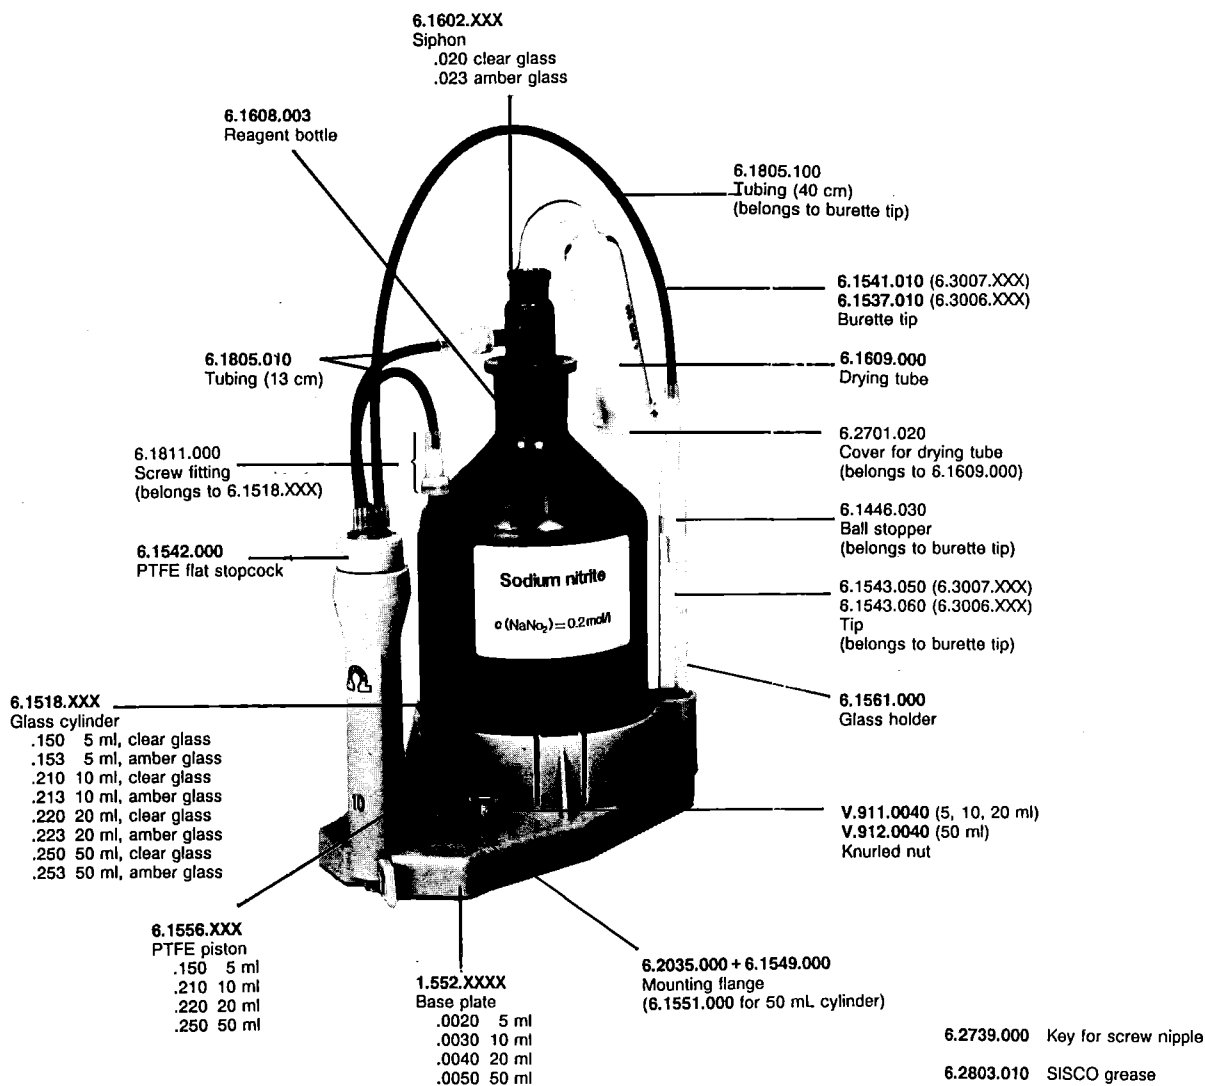 6.1602.XXX
Siphon
.020 clear glass
.023 amber glass
6.1608.003
Reagent bottle
6.1805.100
Tubing (40 cm)
(belongs to burette tip)
6.1541.010 (6.3007.XXX)
6.1537.010 (6.3006.XXX)
Burette tip
6.1805.010
Tubing (13 cm)
6.1609.000
Drying tube
6.1811.000
Screw fitting
(belongs to 6.1518.XXX)
6.2701.020
Cover for drying tube
(belongs to 6.1609.000)
6.1446.030
Ball stopper
(belongs to burette tip)
6.1542.000
PTFE flat stopcock
Sodium nitrite
c(NaNo₂)=0.2mol/l
6.1543.050 (6.3007.XXX)
6.1543.060 (6.3006.XXX)
Tip
(belongs to burette tip)
6.1561.000
Glass holder
6.1518.XXX
Glass cylinder
.150 5 ml, clear glass
.153 5 ml, amber glass
.210 10 ml, clear glass
.213 10 ml, amber glass
.220 20 ml, clear glass
.223 20 ml, amber glass
.250 50 ml, clear glass
.253 50 ml, amber glass
10
V.911.0040 (5, 10, 20 ml)
V.912.0040 (50 ml)
Knurled nut
6.1556.XXX
PTFE piston
.150 5 ml
.210 10 ml
.220 20 ml
.250 50 ml
1.552.XXXX
Base plate
.0020 5 ml
.0030 10 ml
.0040 20 ml
.0050 50 ml
6.2035.000 + 6.1549.000
Mounting flange
(6.1551.000 for 50 mL cylinder)
6.2739.000 Key for screw nipple
6.2803.010 SISCO grease